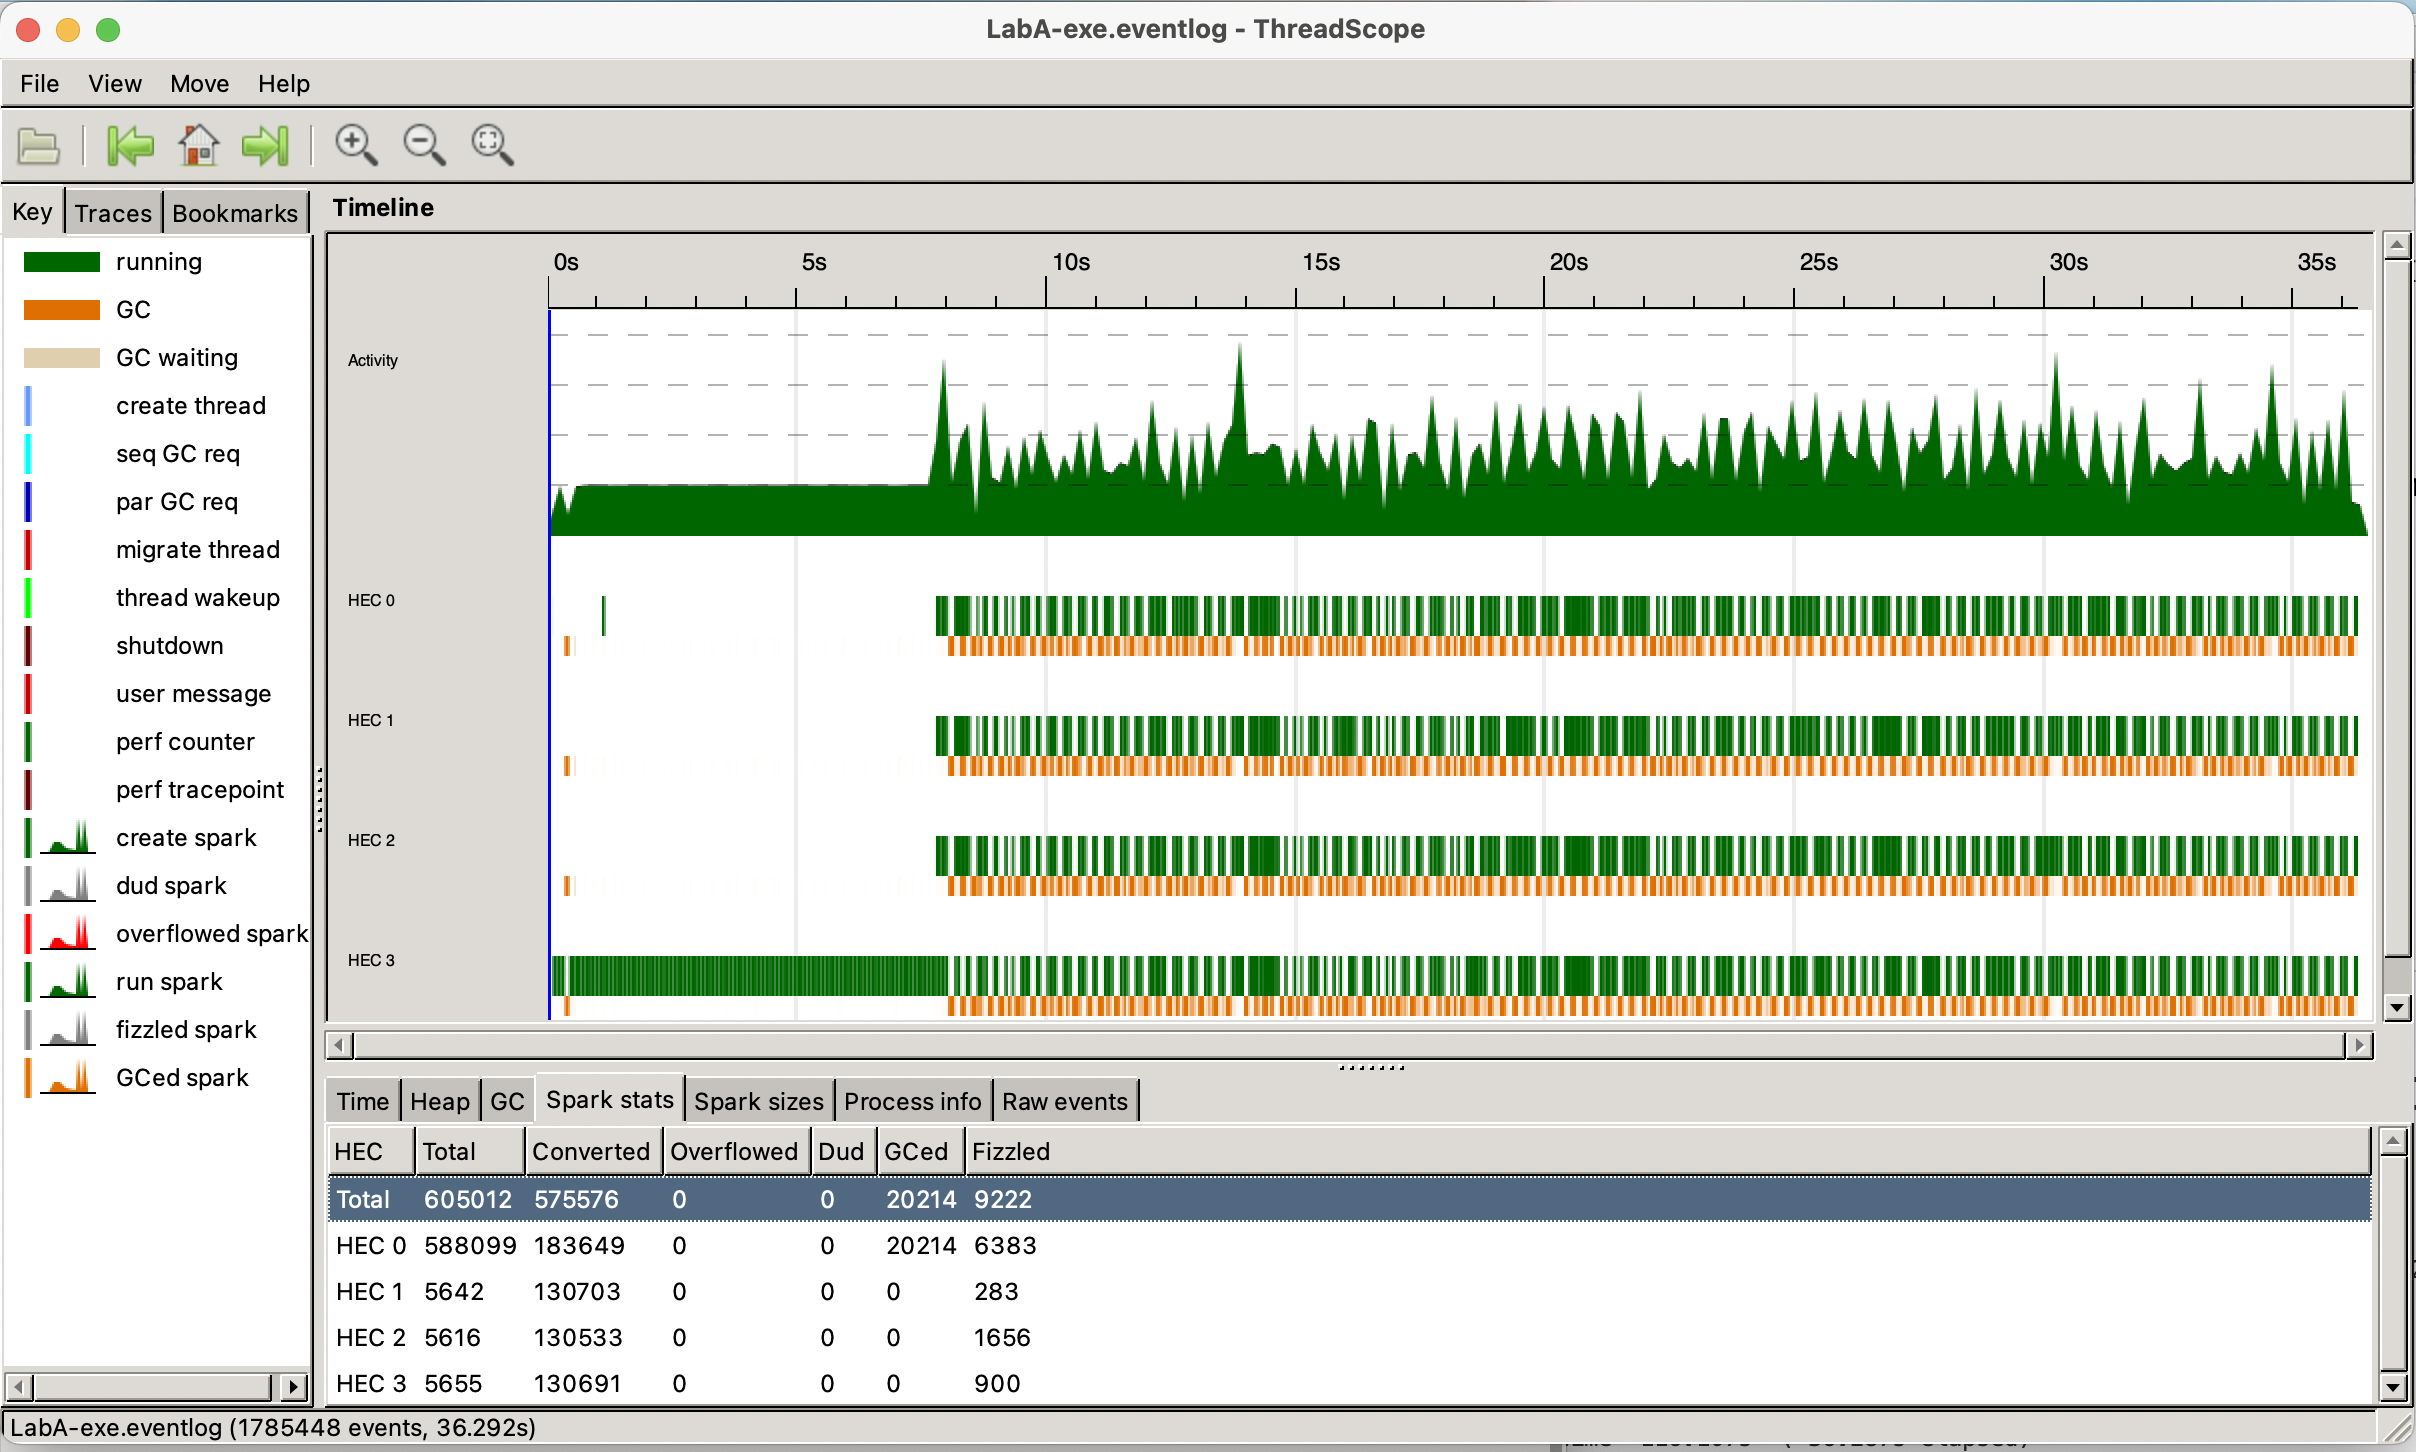 LabA-exe.eventlog - ThreadScope
File View Move Help
Key Traces Bookmarks
running
GC
GC waiting
create thread
seq GC req
par GC req
migrate thread
thread wakeup
shutdown
user message
perf counter
perf tracepoint
create spark
dud spark
overflowed spark
run spark
fizzled spark
GCed spark
Timeline
0s 5s 10s 15s 20s 25s 30s 35s
Activity
HEC 0
HEC 1
HEC 2
HEC 3
Time Heap GC Spark stats Spark sizes Process info Raw events
HEC Total Converted Overflowed Dud GCed Fizzled
Total 605012 575576 0 0 20214 9222
HEC 0 588099 183649 0 0 20214 6383
HEC 1 5642 130703 0 0 0 283
HEC 2 5616 130533 0 0 0 1656
HEC 3 5655 130691 0 0 0 900
LabA-exe.eventlog (1785448 events, 36.292s)